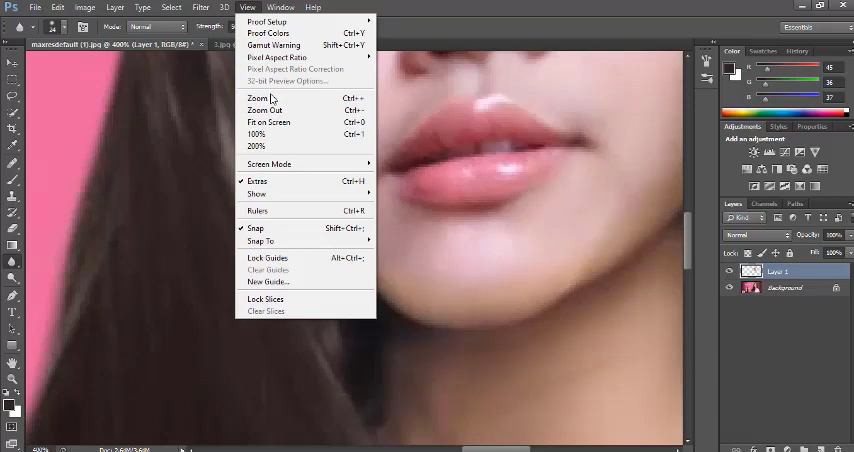 Ps File Edit Image Layer Type Select Filter 3D View Window Help
24 Mode: Normal
Essentials
maxresdefault (1).jpg @ 400% (Layer 1, RGB/8#) * ×
Proof Setup
Proof Colors Ctrl+Y
Gamut Warning Shift+Ctrl+Y
Pixel Aspect Ratio
Pixel Aspect Ratio Correction
32-bit Preview Options...
Zoom Ctrl++
Zoom Out Ctrl+-
Fit on Screen Ctrl+0
100% Ctrl+1
200%
Screen Mode
Extras Ctrl+H
Show
Rulers Ctrl+R
Snap Shift+Ctrl+;
Snap To
Lock Guides Alt+Ctrl+;
Clear Guides
New Guide...
Lock Slices
Clear Slices
Color Swatches History
R 45
G 36
B 37
Adjustments Styles Properties
Add an adjustment
Layers Channels Paths
Kind
Normal Opacity: 100%
Lock: Fill: 100%
Layer 1
Background
400% Doc: 2.64M/3.64M